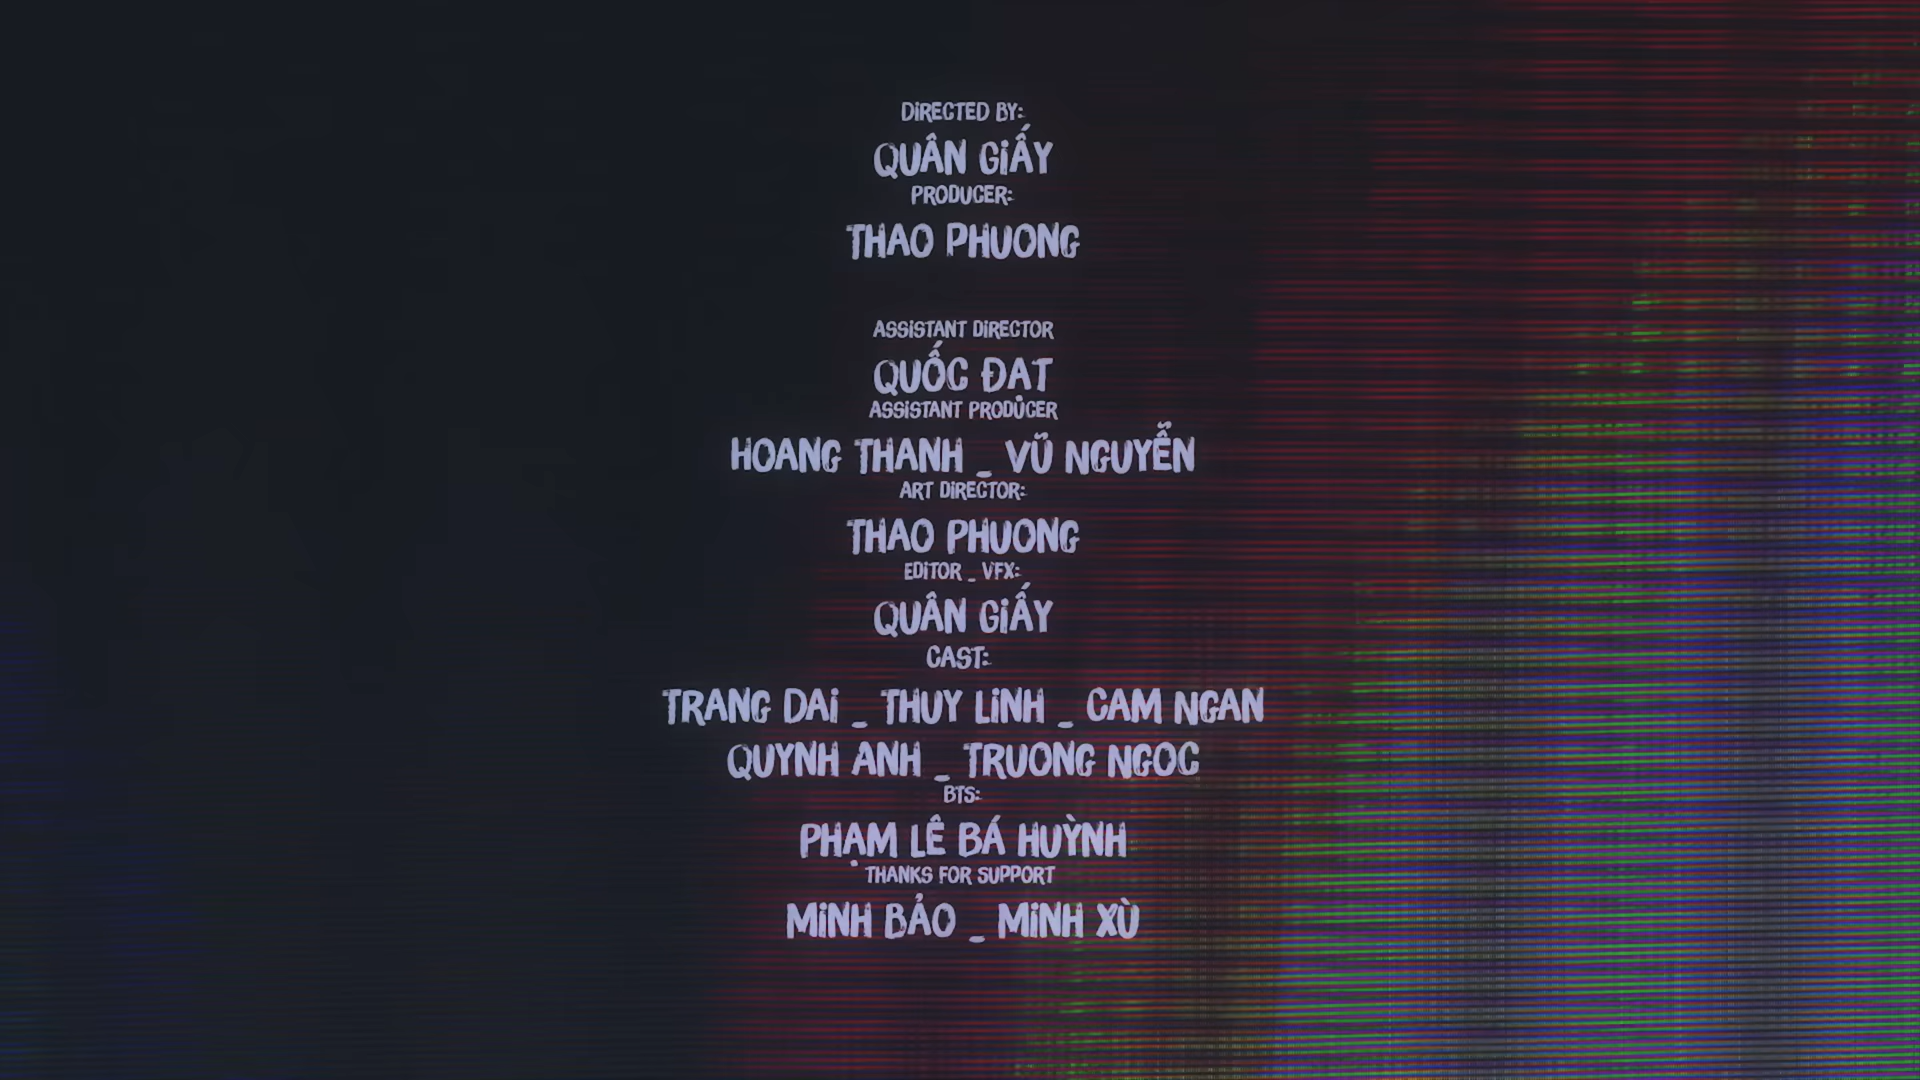 DIRECTED BY:
QUÂN GIẤY
PRODUCER:
THAO PHUONG
ASSISTANT DIRECTOR
QUỐC ĐẠT
ASSISTANT PRODUCER
HOANG THANH _ VŨ NGUYỄN
ART DIRECTOR:
THAO PHUONG
EDITOR _ VFX:
QUÂN GIẤY
CAST:
TRANG DAI _ THUY LINH _ CAM NGAN
QUYNH ANH _ TRUONG NGOC
BTS:
PHẠM LÊ BÁ HUỲNH
THANKS FOR SUPPORT
MINH BẢO _ MINH XÙ